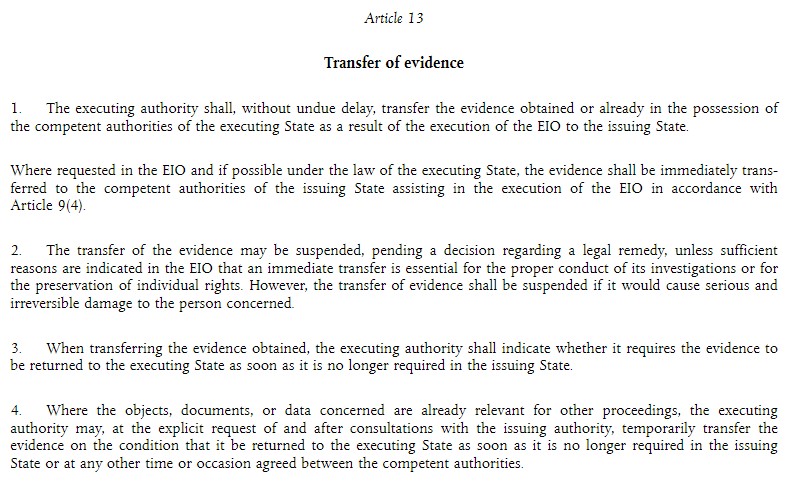 Article 13
Transfer of evidence
1. The executing authority shall, without undue delay, transfer the evidence obtained or already in the possession of
the competent authorities of the executing State as a result of the execution of the EIO to the issuing State.
Where requested in the EIO and if possible under the law of the executing State, the evidence shall be immediately trans-
ferred to the competent authorities of the issuing State assisting in the execution of the EIO in accordance with
Article 9(4).
2. The transfer of the evidence may be suspended, pending a decision regarding a legal remedy, unless sufficient
reasons are indicated in the EIO that an immediate transfer is essential for the proper conduct of its investigations or for
the preservation of individual rights. However, the transfer of evidence shall be suspended if it would cause serious and
irreversible damage to the person concerned.
3. When transferring the evidence obtained, the executing authority shall indicate whether it requires the evidence to
be returned to the executing State as soon as it is no longer required in the issuing State.
4. Where the objects, documents, or data concerned are already relevant for other proceedings, the executing
authority may, at the explicit request of and after consultations with the issuing authority, temporarily transfer the
evidence on the condition that it be returned to the executing State as soon as it is no longer required in the issuing
State or at any other time or occasion agreed between the competent authorities.